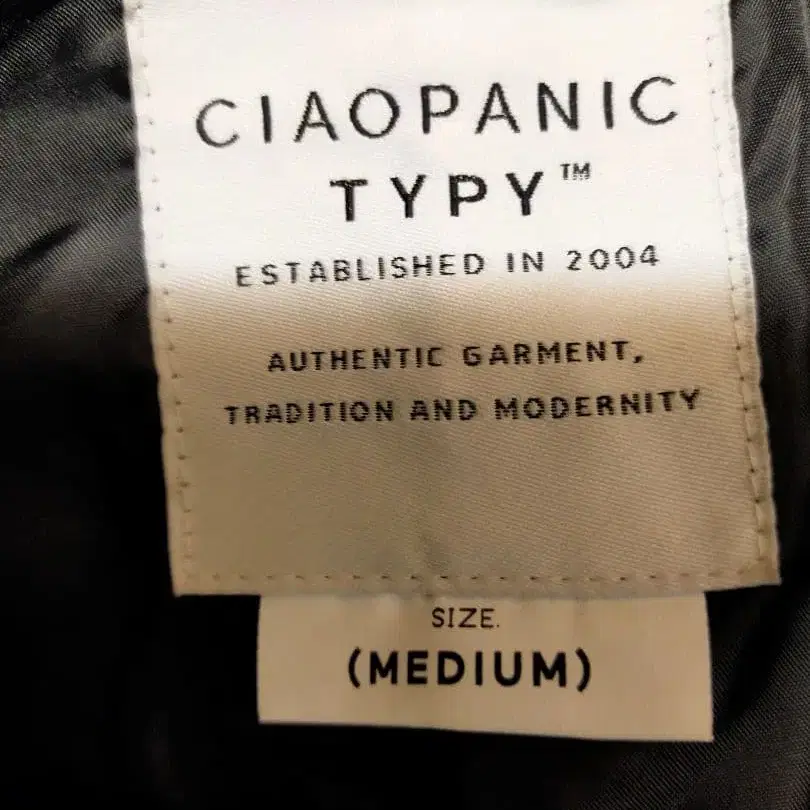 CIAOPANIC
TYPY™
ESTABLISHED IN 2004
AUTHENTIC GARMENT,
TRADITION AND MODERNITY
SIZE.
(MEDIUM)